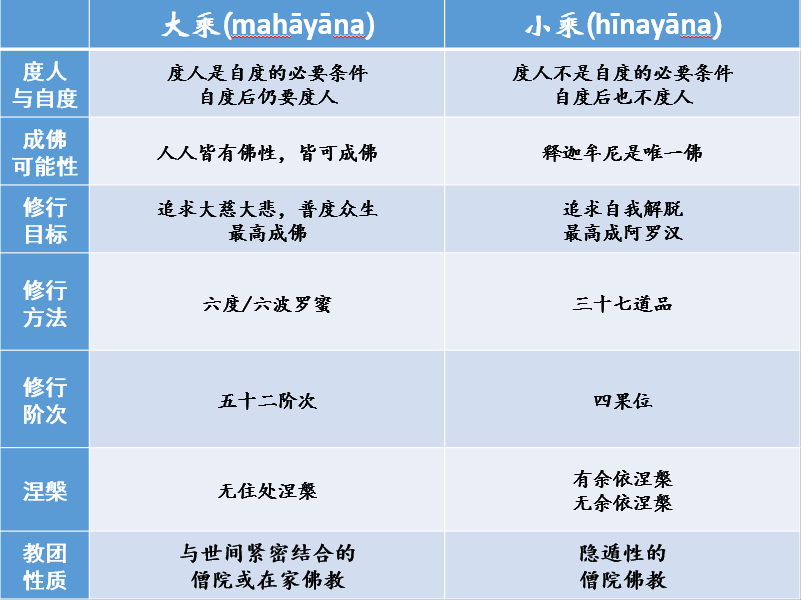 大乘(mahāyāna)
小乘(hīnayāna)
度人
与自度
度人是自度的必要条件
自度后仍要度人
度人不是自度的必要条件
自度后也不度人
成佛
可能性
人人皆有佛性，皆可成佛
释迦牟尼是唯一佛
修行
目标
追求大慈大悲，普度众生
最高成佛
追求自我解脱
最高成阿罗汉
修行
方法
六度/六波罗蜜
三十七道品
修行
阶次
五十二阶次
四果位
涅槃
无住处涅槃
有余依涅槃
无余依涅槃
教团
性质
与世间紧密结合的
僧院或在家佛教
隐遁性的
僧院佛教